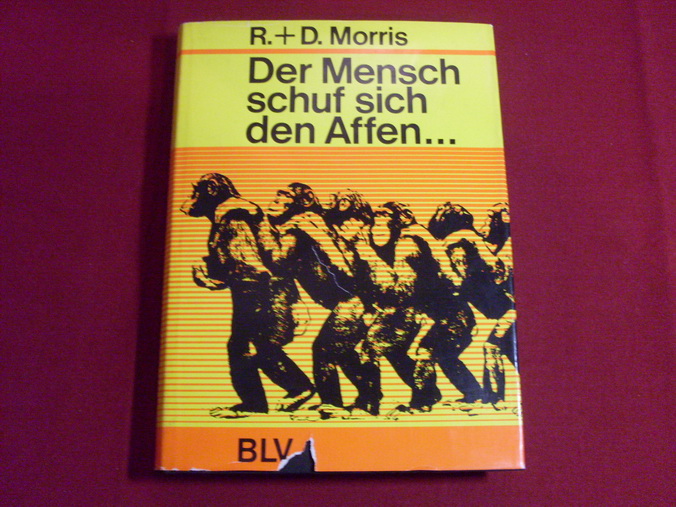 R.+D. Morris
Der Mensch
schuf sich
den Affen...
BLV